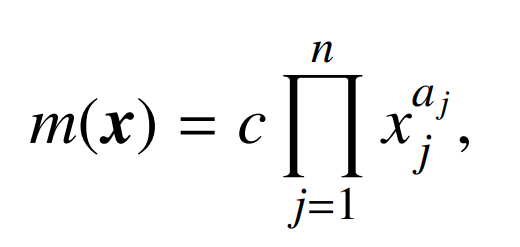 m(x) = c ∏_{j=1}^{n} x_j^{a_j},